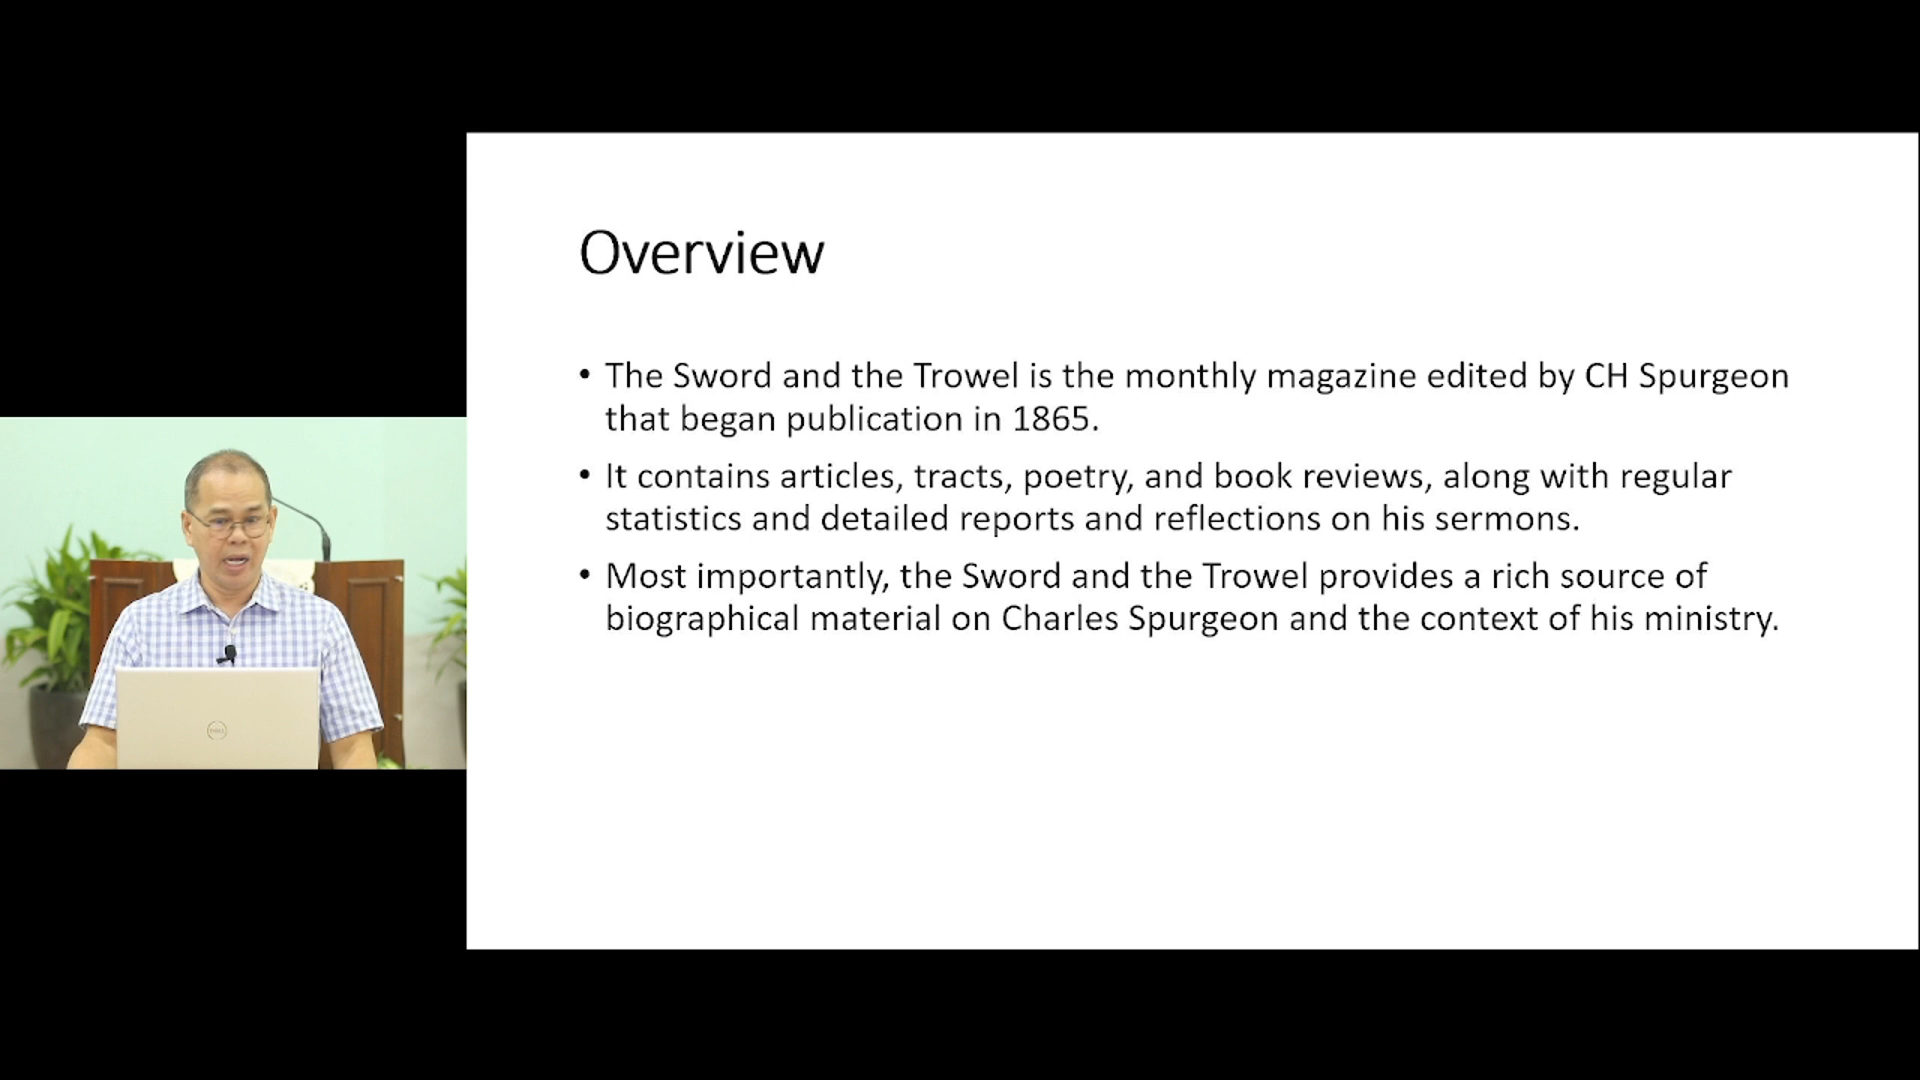 Overview
• The Sword and the Trowel is the monthly magazine edited by CH Spurgeon
that began publication in 1865.
• It contains articles, tracts, poetry, and book reviews, along with regular
statistics and detailed reports and reflections on his sermons.
• Most importantly, the Sword and the Trowel provides a rich source of
biographical material on Charles Spurgeon and the context of his ministry.
DELL